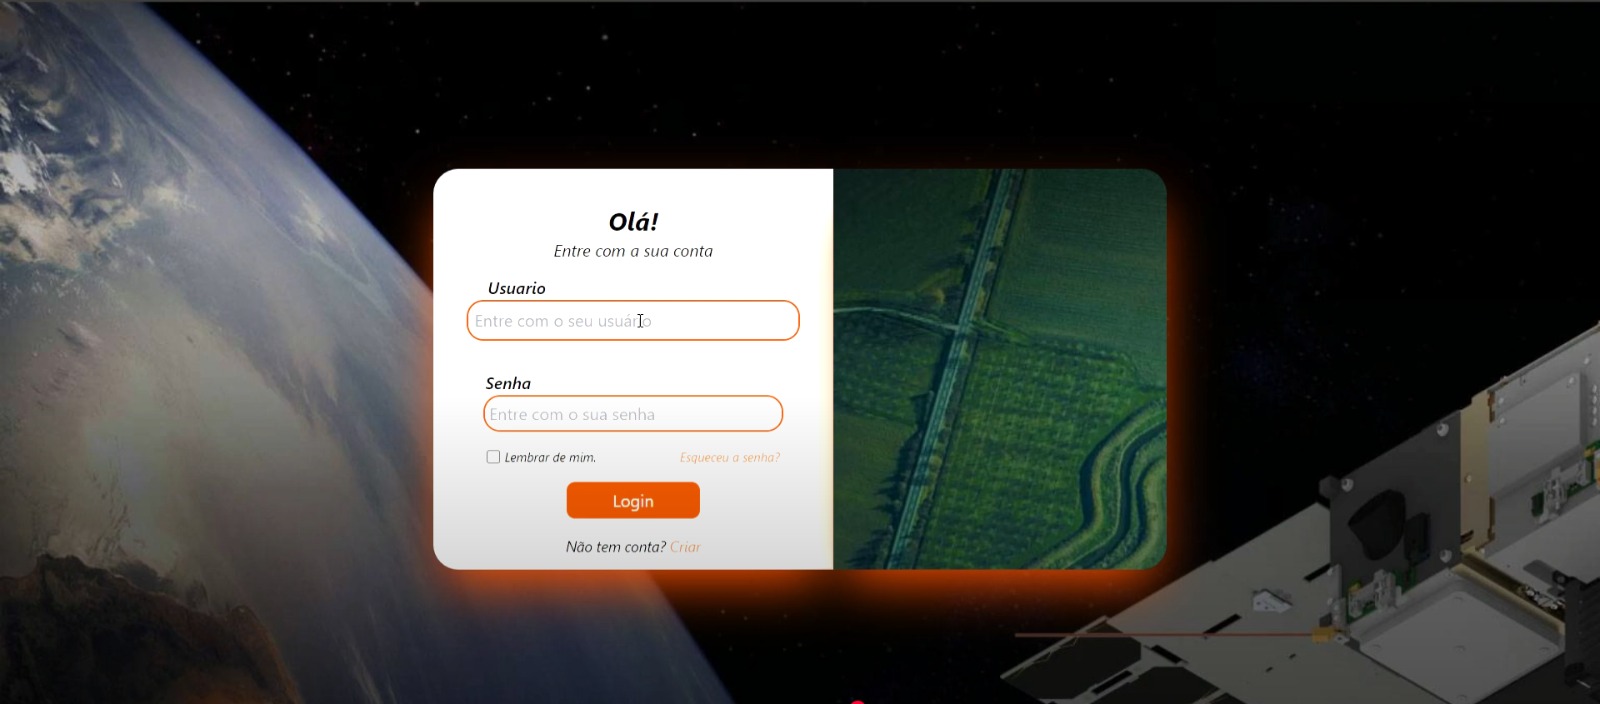 Olá!
Entre com a sua conta
Usuario
Entre com o seu usuário
Senha
Entre com o sua senha
Lembrar de mim.
Esqueceu a senha?
Login
Não tem conta? Criar